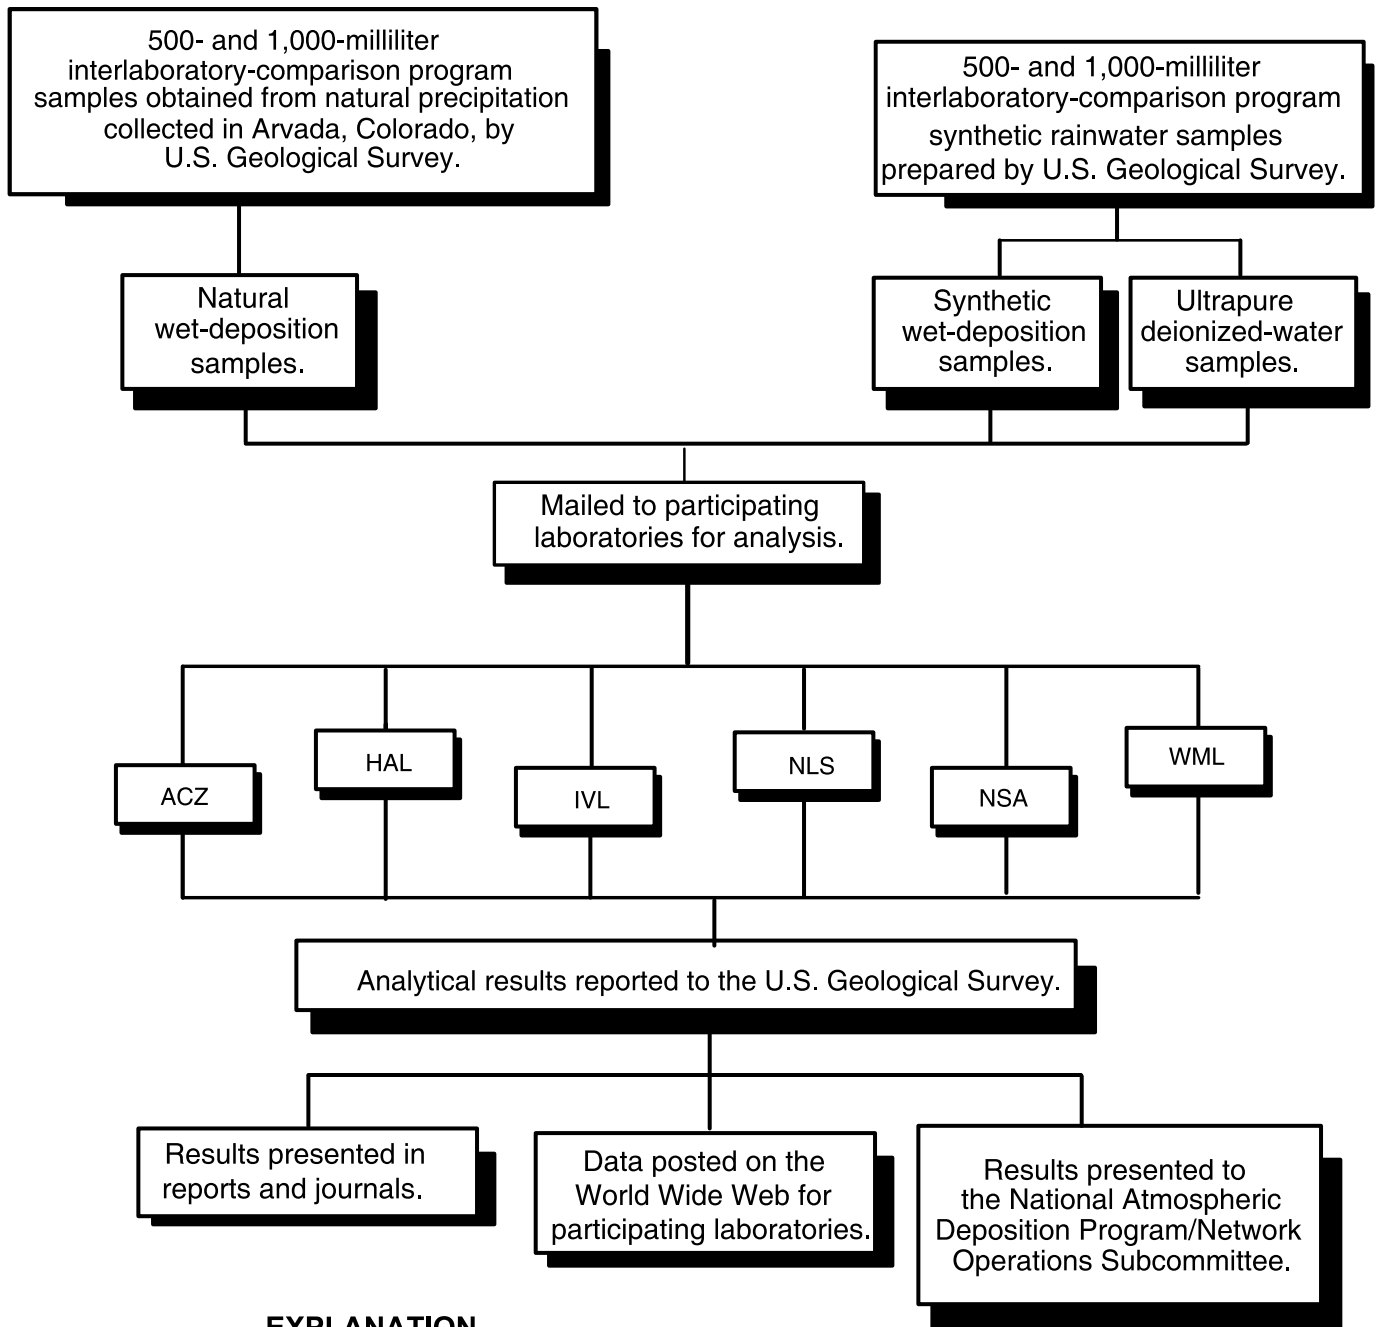 500- and 1,000-milliliter
interlaboratory-comparison program
samples obtained from natural precipitation
collected in Arvada, Colorado, by
U.S. Geological Survey.
500- and 1,000-milliliter
interlaboratory-comparison program
synthetic rainwater samples
prepared by U.S. Geological Survey.
Natural
wet-deposition
samples.
Synthetic
wet-deposition
samples.
Ultrapure
deionized-water
samples.
Mailed to participating
laboratories for analysis.
ACZ
HAL
IVL
NLS
NSA
WML
Analytical results reported to the U.S. Geological Survey.
Results presented in
reports and journals.
Data posted on the
World Wide Web for
participating laboratories.
Results presented to
the National Atmospheric
Deposition Program/Network
Operations Subcommittee.
EXPLANATION